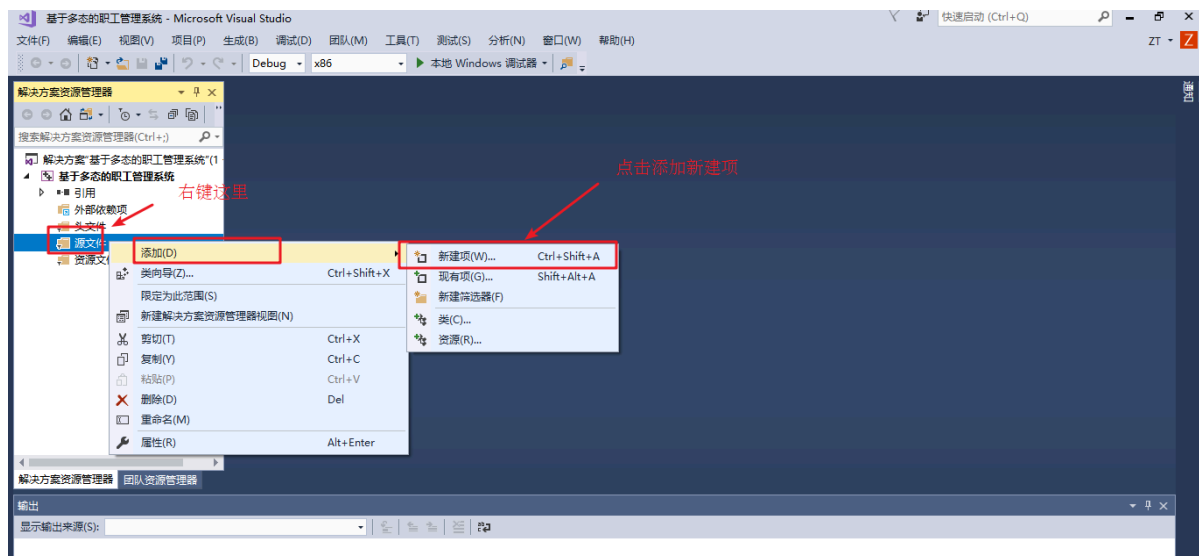 基于多态的职工管理系统 - Microsoft Visual Studio
快速启动 (Ctrl+Q)
文件(F) 编辑(E) 视图(V) 项目(P) 生成(B) 调试(D) 团队(M) 工具(T) 测试(S) 分析(N) 窗口(W) 帮助(H)
ZT Z
Debug x86 本地 Windows 调试器
解决方案资源管理器
通知
搜索解决方案资源管理器(Ctrl+;)
解决方案"基于多态的职工管理系统"(1
基于多态的职工管理系统
引用
外部依赖项
头文件
源文件
资源文
右键这里
点击添加新建项
添加(D)
类向导(Z)... Ctrl+Shift+X
限定为此范围(S)
新建解决方案资源管理器视图(N)
剪切(T) Ctrl+X
复制(Y) Ctrl+C
粘贴(P) Ctrl+V
删除(D) Del
重命名(M)
属性(R) Alt+Enter
新建项(W)... Ctrl+Shift+A
现有项(G)... Shift+Alt+A
新建筛选器(F)
类(C)...
资源(R)...
解决方案资源管理器 团队资源管理器
输出
显示输出来源(S):